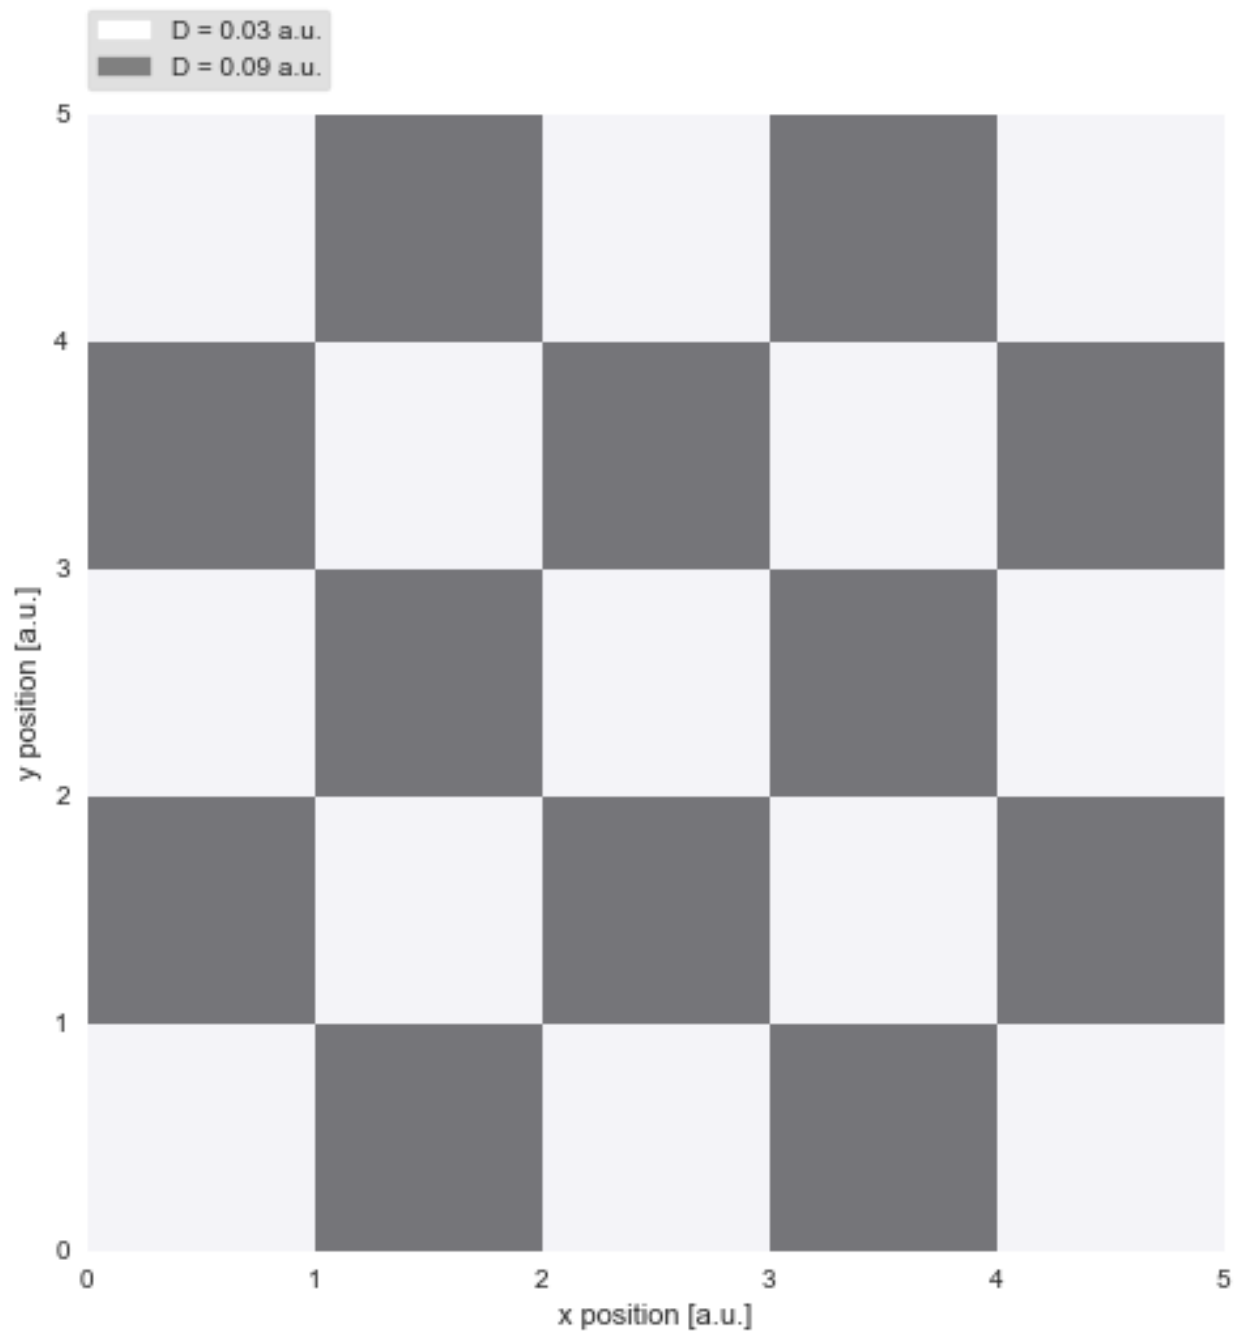 D = 0.03 a.u.
D = 0.09 a.u.
5
4
3
2
1
0
y position [a.u.]
0 1 2 3 4 5
x position [a.u.]